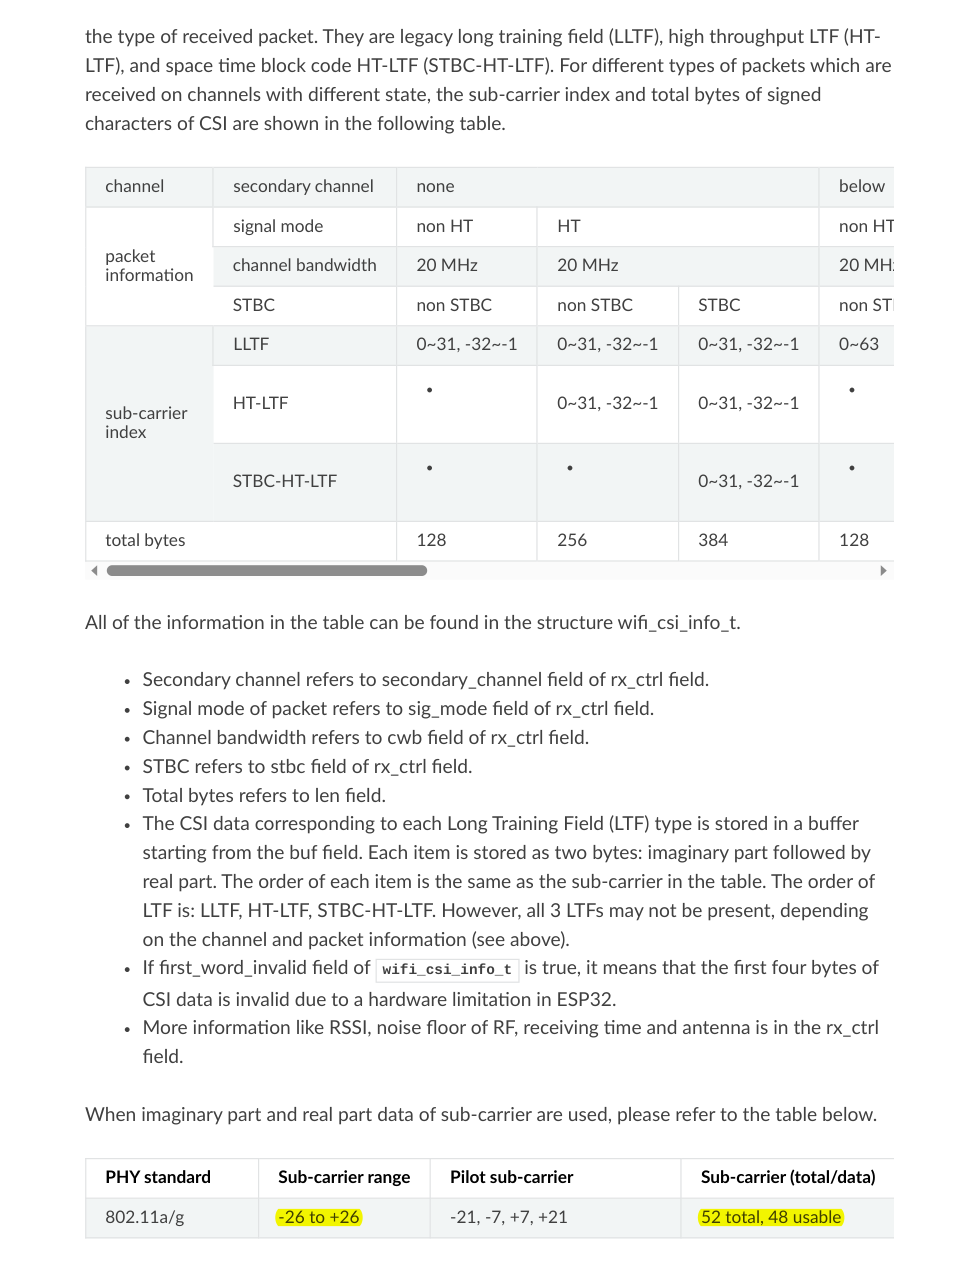 the type of received packet. They are legacy long training field (LLTF), high throughput LTF (HT-
LTF), and space time block code HT-LTF (STBC-HT-LTF). For different types of packets which are
received on channels with different state, the sub-carrier index and total bytes of signed
characters of CSI are shown in the following table.
channel secondary channel none below
signal mode non HT HT non HT
packet
information
channel bandwidth 20 MHz 20 MHz 20 MH
STBC non STBC non STBC STBC non ST
LLTF 0~31, -32~-1 0~31, -32~-1 0~31, -32~-1 0~63
sub-carrier
index
HT-LTF • 0~31, -32~-1 0~31, -32~-1 •
STBC-HT-LTF • • 0~31, -32~-1 •
total bytes 128 256 384 128
All of the information in the table can be found in the structure wifi_csi_info_t.
• Secondary channel refers to secondary_channel field of rx_ctrl field.
• Signal mode of packet refers to sig_mode field of rx_ctrl field.
• Channel bandwidth refers to cwb field of rx_ctrl field.
• STBC refers to stbc field of rx_ctrl field.
• Total bytes refers to len field.
• The CSI data corresponding to each Long Training Field (LTF) type is stored in a buffer
starting from the buf field. Each item is stored as two bytes: imaginary part followed by
real part. The order of each item is the same as the sub-carrier in the table. The order of
LTF is: LLTF, HT-LTF, STBC-HT-LTF. However, all 3 LTFs may not be present, depending
on the channel and packet information (see above).
• If first_word_invalid field of wifi_csi_info_t is true, it means that the first four bytes of
CSI data is invalid due to a hardware limitation in ESP32.
• More information like RSSI, noise floor of RF, receiving time and antenna is in the rx_ctrl
field.
When imaginary part and real part data of sub-carrier are used, please refer to the table below.
PHY standard Sub-carrier range Pilot sub-carrier Sub-carrier (total/data)
802.11a/g -26 to +26 -21, -7, +7, +21 52 total, 48 usable